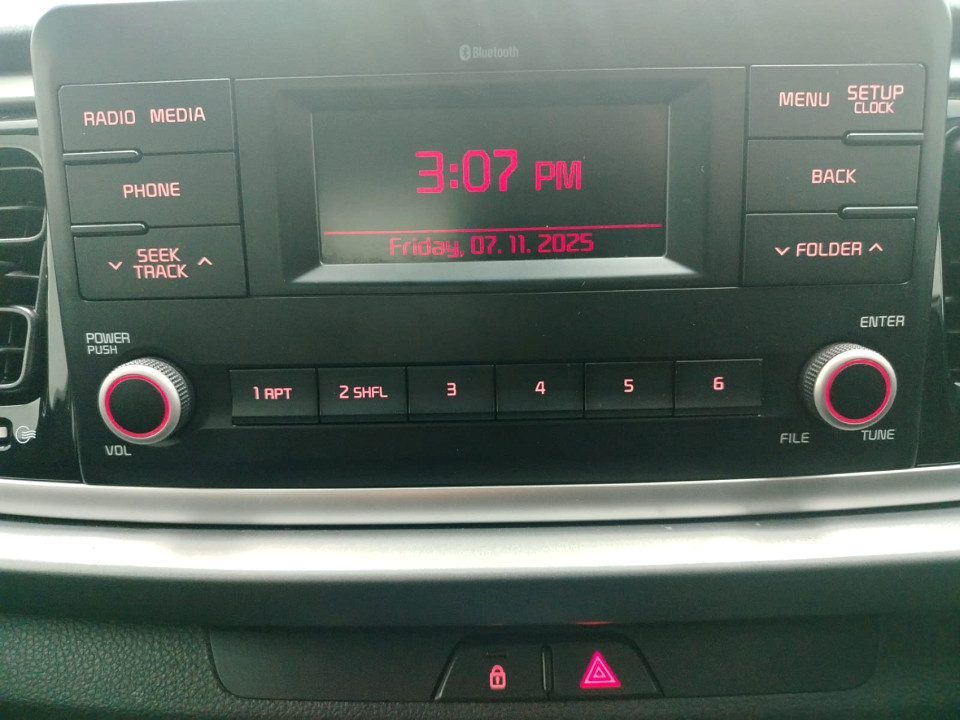 Bluetooth
RADIO MEDIA
PHONE
SEEK
TRACK
3:07 PM
Friday, 07. 11. 2025
MENU SETUP
CLOCK
BACK
FOLDER
POWER
PUSH
VOL
1 RPT
2 SHFL
3
4
5
6
ENTER
FILE
TUNE